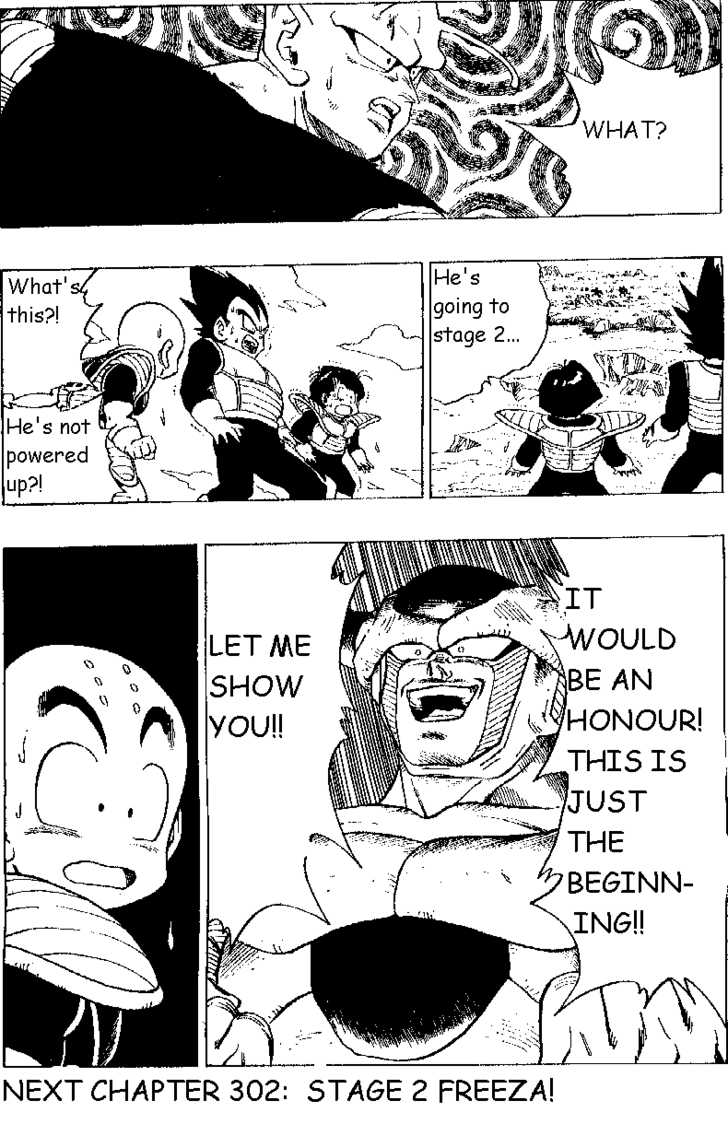 WHAT?
What's
this?!
He's not
powered
up?!
He's
going to
stage 2...
LET ME
SHOW
YOU!!
IT
WOULD
BE AN
HONOUR!
THIS IS
JUST
THE
BEGINN-
ING!!
NEXT CHAPTER 302: STAGE 2 FREEZA!